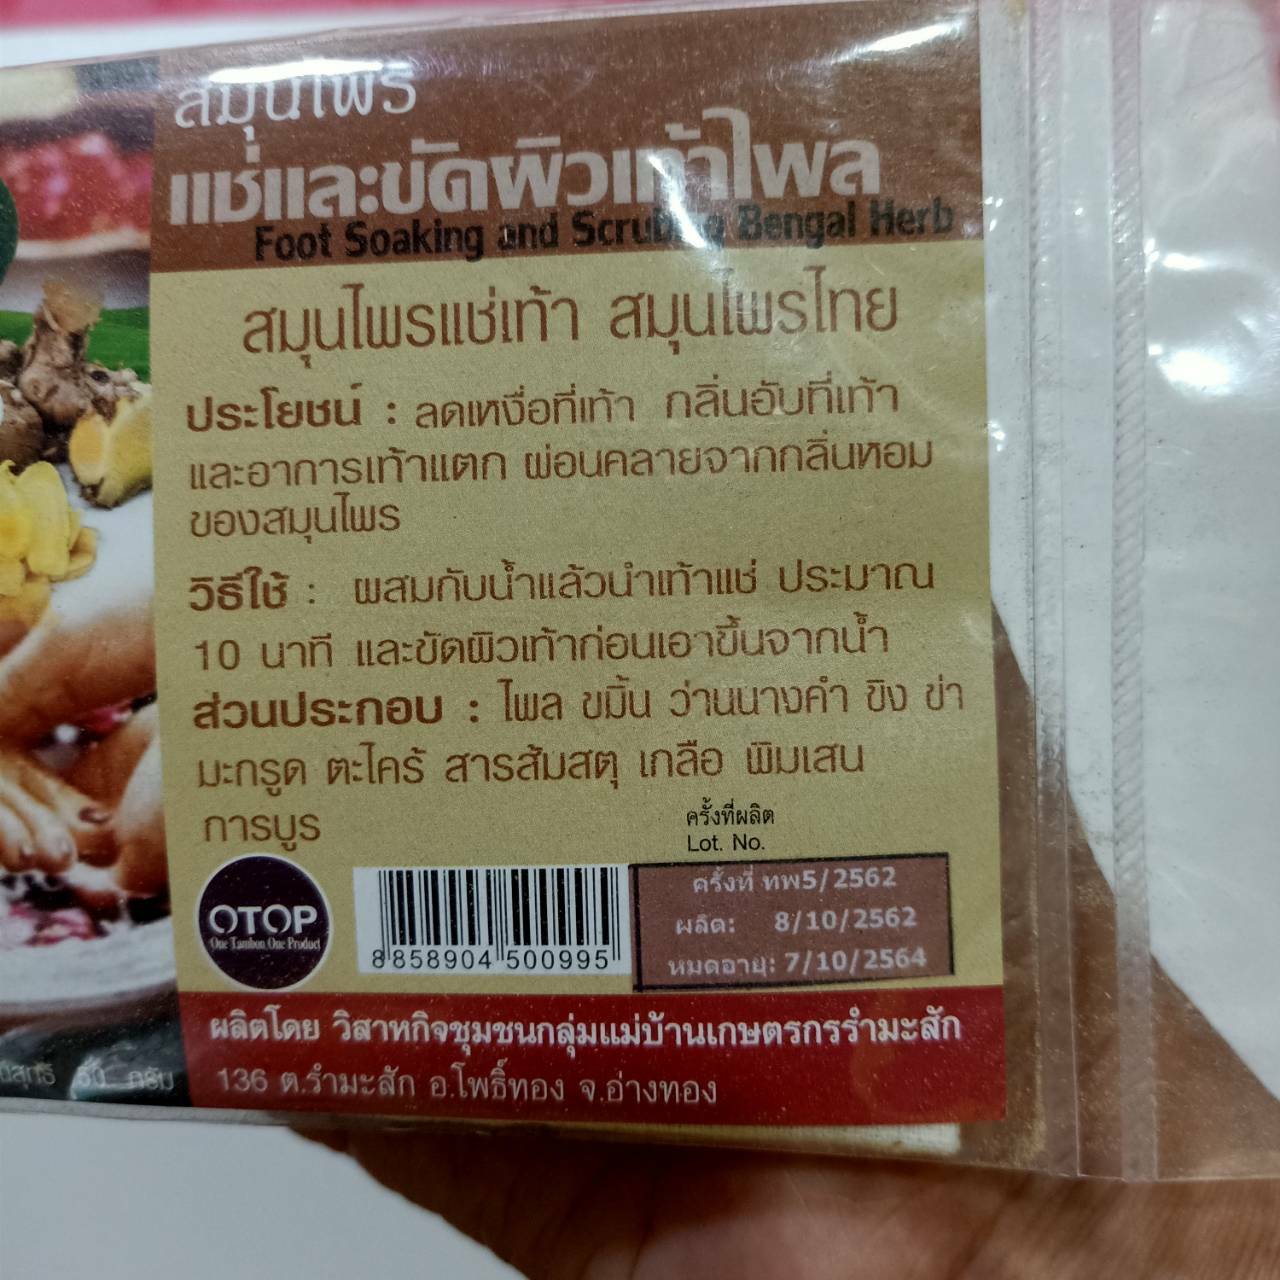 สมุนไพร
แช่และขัดผิวเท้าไพล
Foot Soaking and Bengal Herb
สมุนไพรแช่เท้า สมุนไพรไทย
ประโยชน์ : ลดเหงื่อที่เท้า กลิ่นอับที่เท้า
และอาการเท้าแตก ผ่อนคลายจากกลิ่นหอม
ของสมุนไพร
วิธีใช้ : ผสมกับน้ำแล้วนำเท้าแช่ ประมาณ
10 นาที และขัดผิวเท้าก่อนเอาขึ้นจากน้ำ
ส่วนประกอบ : ไพล ขมิ้น ว่านนางคำ ขิง ข่า
มะกรูด ตะไคร้ สารส้มสตุ เกลือ พิมเสน
การบูร
ครั้งที่ผลิต
Lot. No.
ครั้งที่ ทพ5/2562
ผลิต: 8/10/2562
หมดอายุ: 7/10/2564
OTOP
One Tambon One Product
8 858904 500995
ผลิตโดย วิสาหกิจชุมชนกลุ่มแม่บ้านเกษตรกรรำมะสัก
136 ต.รำมะสัก อ.โพธิ์ทอง จ.อ่างทอง
กรัม